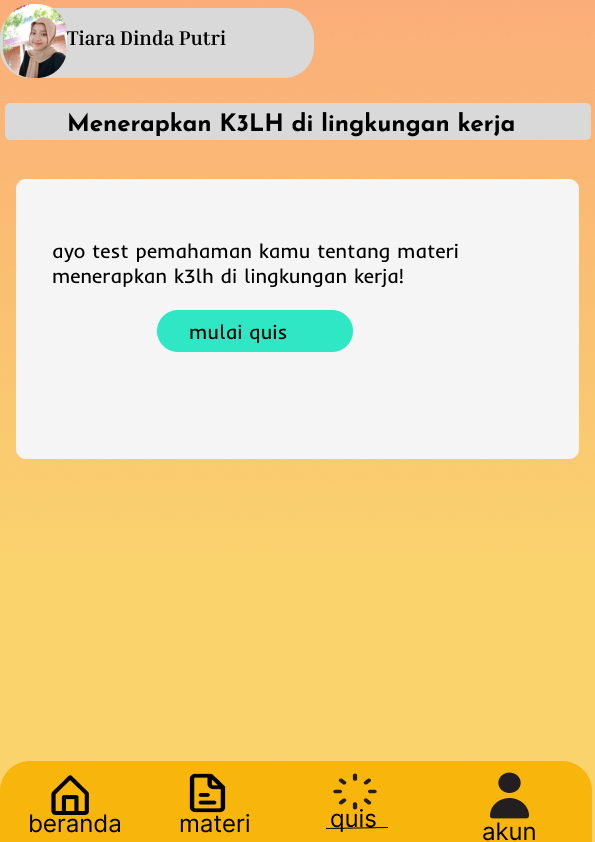 Tiara Dinda Putri
Menerapkan K3LH di lingkungan kerja
ayo test pemahaman kamu tentang materi
menerapkan k3lh di lingkungan kerja!
mulai quis
beranda
materi
quis
akun